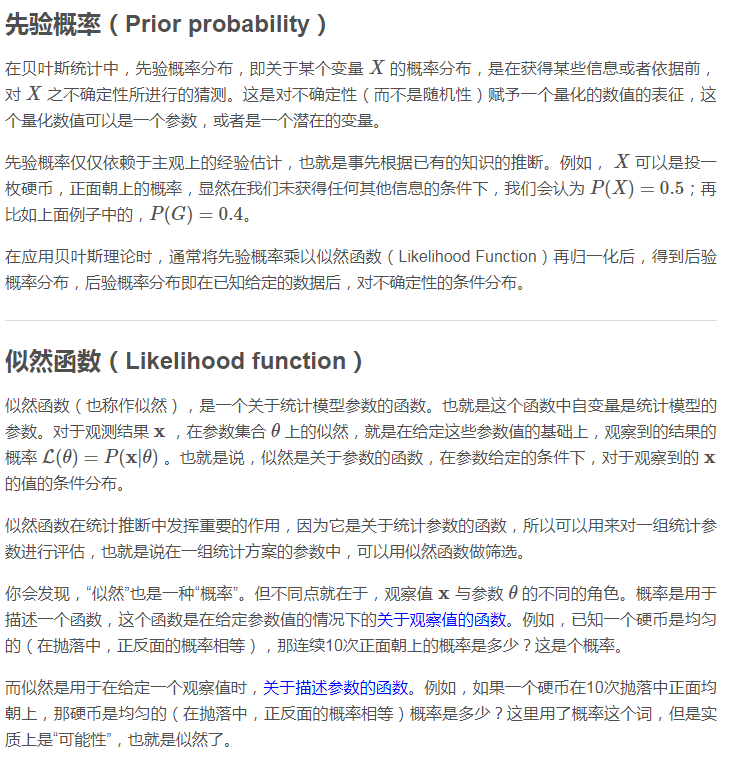 先验概率（Prior probability）
在贝叶斯统计中，先验概率分布，即关于某个变量 X 的概率分布，是在获得某些信息或者依据前，
对 X 之不确定性所进行的猜测。这是对不确定性（而不是随机性）赋予一个量化的数值的表征，这
个量化数值可以是一个参数，或者是一个潜在的变量。
先验概率仅仅依赖于主观上的经验估计，也就是事先根据已有的知识的推断。例如， X 可以是投一
枚硬币，正面朝上的概率，显然在我们未获得任何其他信息的条件下，我们会认为 P(X) = 0.5；再
比如上面例子中的，P(G) = 0.4。
在应用贝叶斯理论时，通常将先验概率乘以似然函数（Likelihood Function）再归一化后，得到后验
概率分布，后验概率分布即在已知给定的数据后，对不确定性的条件分布。
似然函数（Likelihood function）
似然函数（也称作似然），是一个关于统计模型参数的函数。也就是这个函数中自变量是统计模型的
参数。对于观测结果 x ，在参数集合 θ 上的似然，就是在给定这些参数值的基础上，观察到的结果的
概率 L(θ) = P(x|θ) 。也就是说，似然是关于参数的函数，在参数给定的条件下，对于观察到的 x
的值的条件分布。
似然函数在统计推断中发挥重要的作用，因为它是关于统计参数的函数，所以可以用来对一组统计参
数进行评估，也就是说在一组统计方案的参数中，可以用似然函数做筛选。
你会发现，“似然”也是一种“概率”。但不同点就在于，观察值 x 与参数 θ 的不同的角色。概率是用于
描述一个函数，这个函数是在给定参数值的情况下的关于观察值的函数。例如，已知一个硬币是均匀
的（在抛落中，正反面的概率相等），那连续10次正面朝上的概率是多少？这是个概率。
而似然是用于在给定一个观察值时，关于描述参数的函数。例如，如果一个硬币在10次抛落中正面均
朝上，那硬币是均匀的（在抛落中，正反面的概率相等）概率是多少？这里用了概率这个词，但是实
质上是“可能性”，也就是似然了。